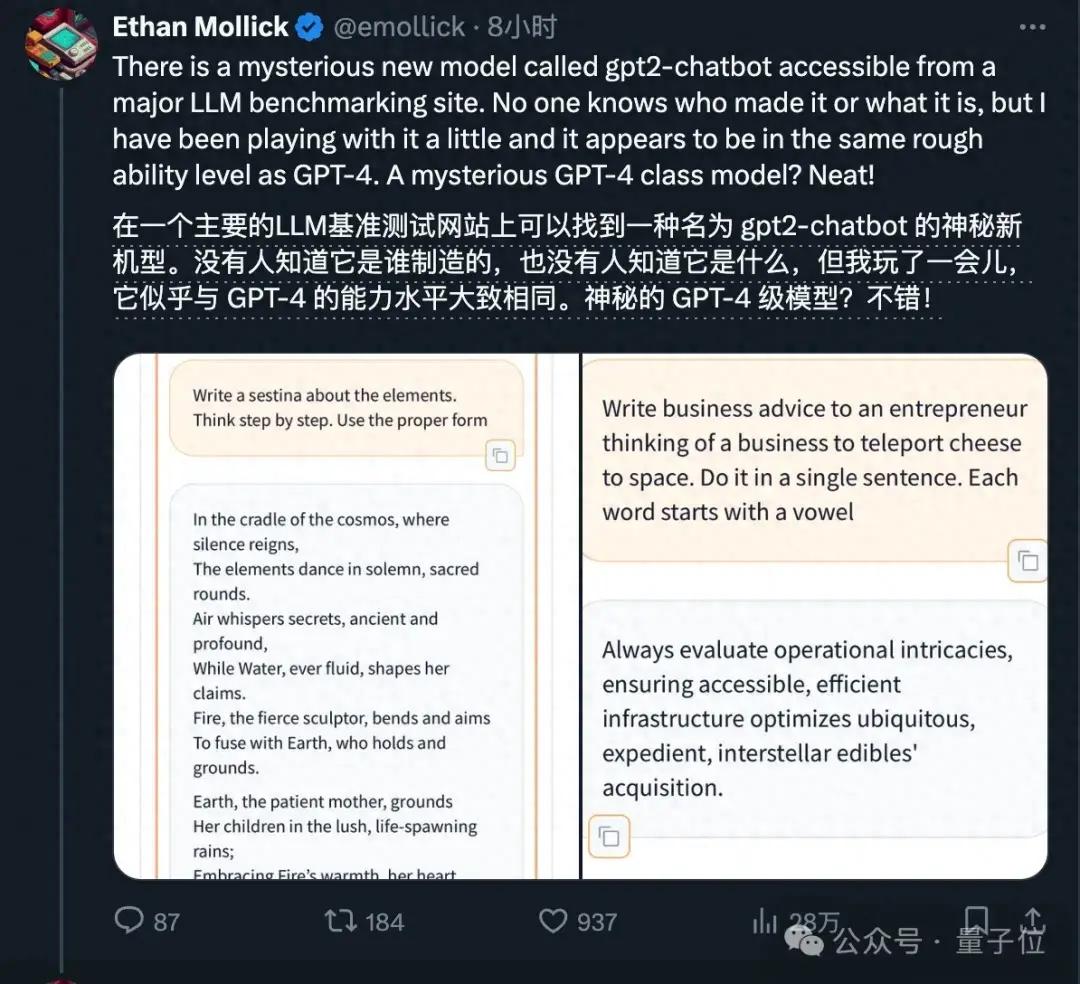 Ethan Mollick @emollick · 8小时
There is a mysterious new model called gpt2-chatbot accessible from a
major LLM benchmarking site. No one knows who made it or what it is, but I
have been playing with it a little and it appears to be in the same rough
ability level as GPT-4. A mysterious GPT-4 class model? Neat!
在一个主要的LLM基准测试网站上可以找到一种名为 gpt2-chatbot 的神秘新
机型。没有人知道它是谁制造的，也没有人知道它是什么，但我玩了一会儿，
它似乎与 GPT-4 的能力水平大致相同。神秘的 GPT-4 级模型？不错！
Write a sestina about the elements.
Think step by step. Use the proper form
In the cradle of the cosmos, where
silence reigns,
The elements dance in solemn, sacred
rounds.
Air whispers secrets, ancient and
profound,
While Water, ever fluid, shapes her
claims.
Fire, the fierce sculptor, bends and aims
To fuse with Earth, who holds and
grounds.
Earth, the patient mother, grounds
Her children in the lush, life-spawning
rains;
Embracing Fire's warmth, her heart
Write business advice to an entrepreneur
thinking of a business to teleport cheese
to space. Do it in a single sentence. Each
word starts with a vowel
Always evaluate operational intricacies,
ensuring accessible, efficient
infrastructure optimizes ubiquitous,
expedient, interstellar edibles'
acquisition.
87 184 937 28万
公众号 · 量子位